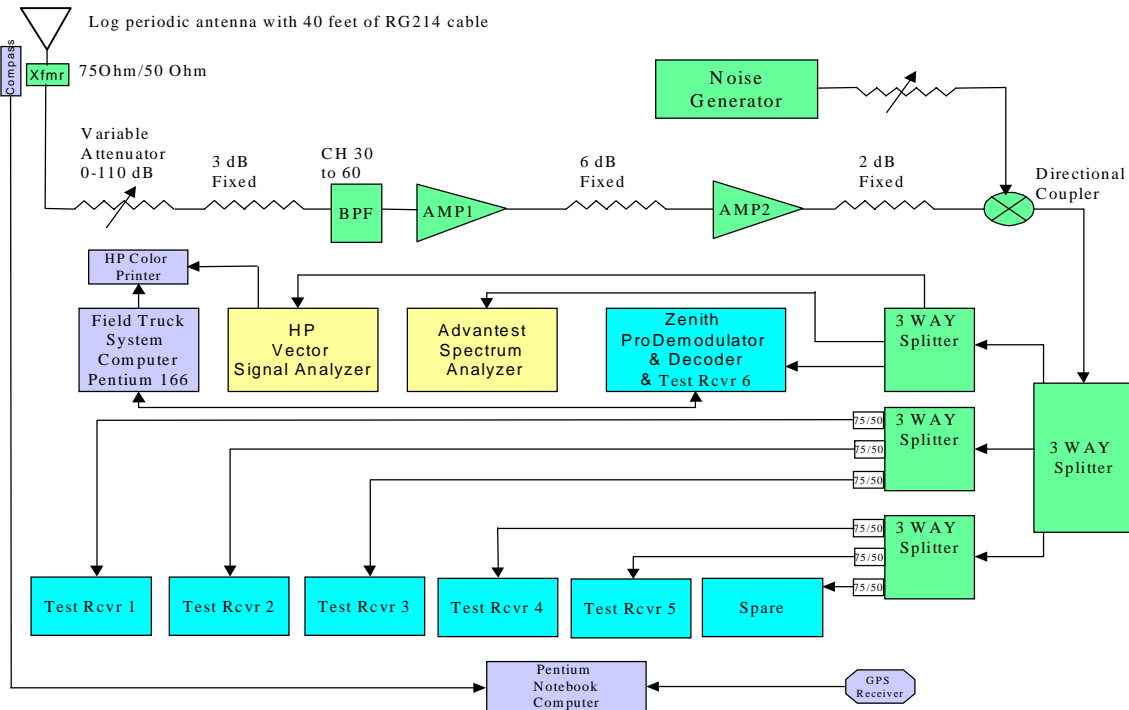 Log periodic antenna with 40 feet of RG214 cable
Compass
Xfmr
75Ohm/50 Ohm
Noise
Generator
Variable
Attenuator
0-110 dB
3 dB
Fixed
CH 30
to 60
BPF
AMP1
6 dB
Fixed
AMP2
2 dB
Fixed
Directional
Coupler
HP Color
Printer
Field Truck
System
Computer
Pentium 166
HP
Vector
Signal Analyzer
Advantest
Spectrum
Analyzer
Zenith
ProDemodulator
& Decoder
& Test Rcvr 6
3 WAY
Splitter
75/50
75/50
75/50
3 WAY
Splitter
3 WAY
Splitter
75/50
75/50
75/50
3 WAY
Splitter
Test Rcvr 1
Test Rcvr 2
Test Rcvr 3
Test Rcvr 4
Test Rcvr 5
Spare
Pentium
Notebook
Computer
GPS
Receiver